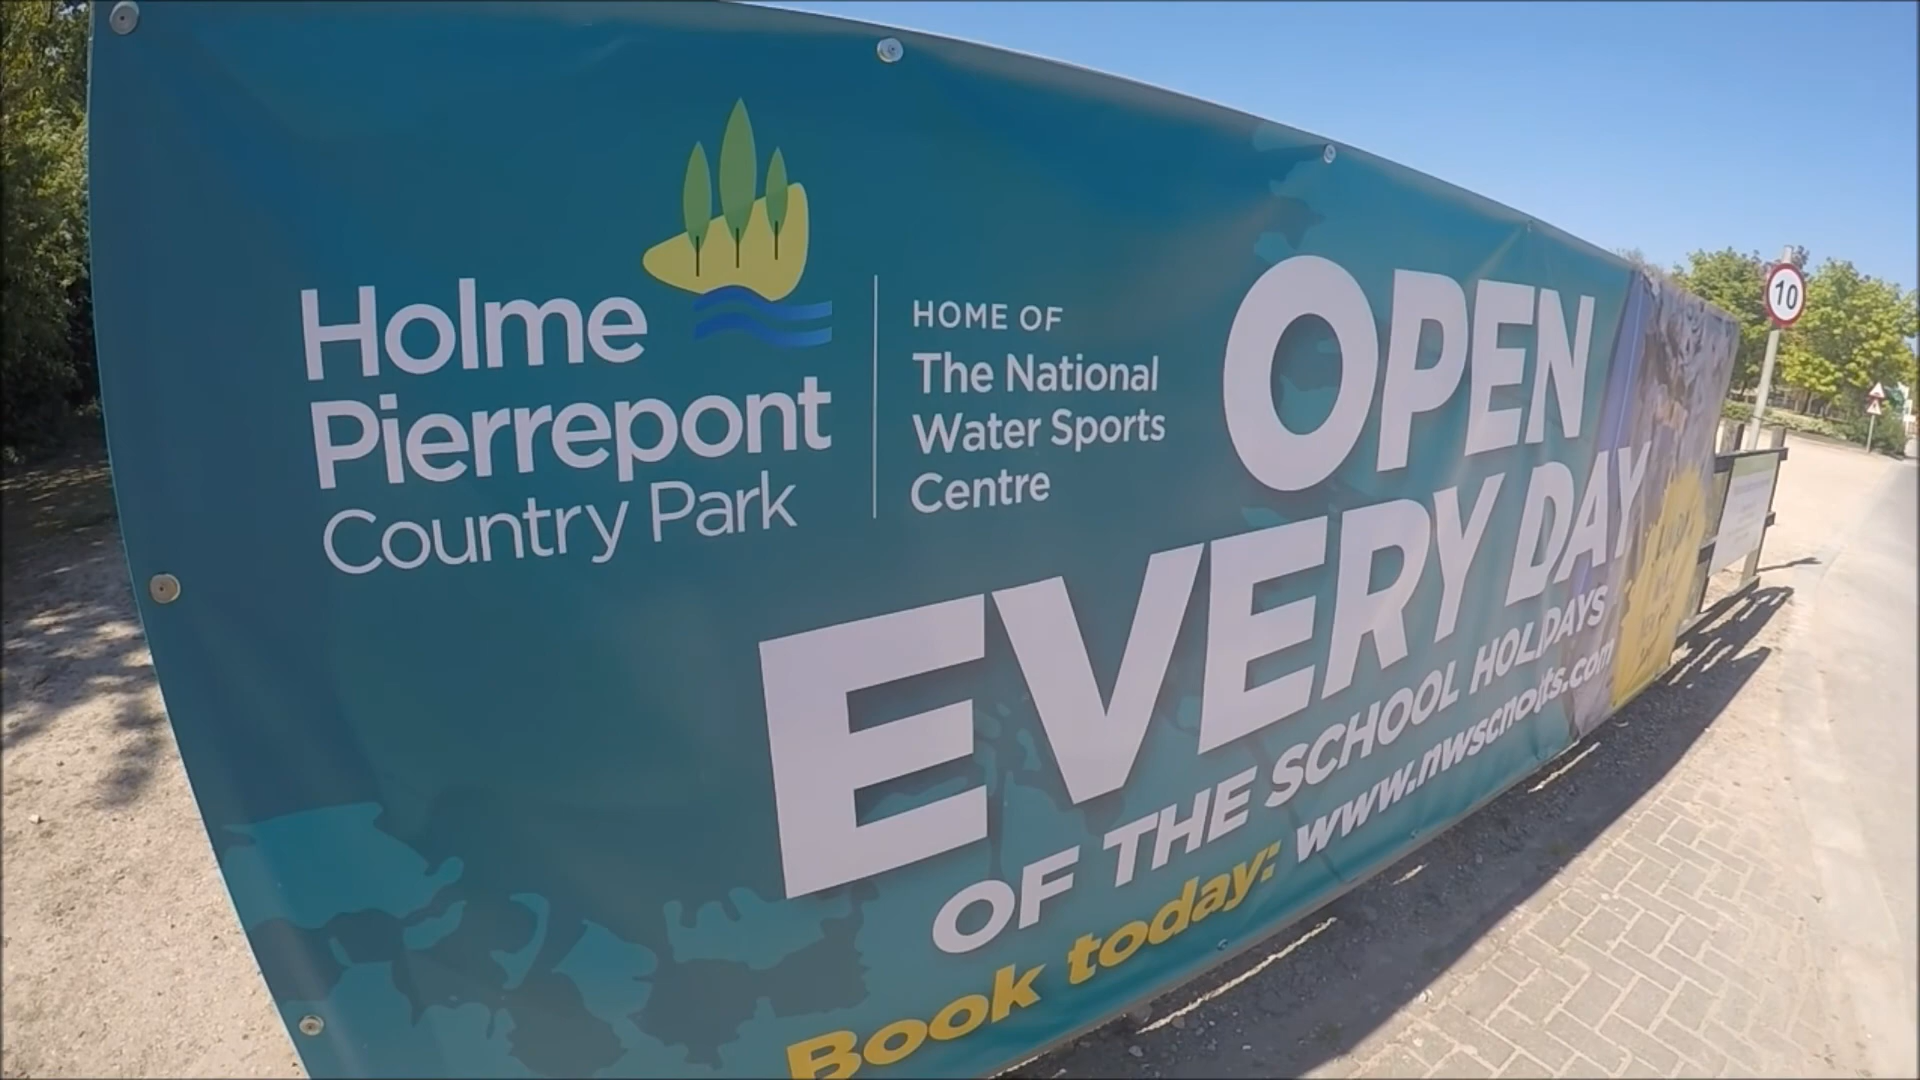 Holme
Pierrepont
Country Park
HOME OF
The National
Water Sports
Centre
OPEN
EVERY DAY
OF THE SCHOOL HOLIDAYS
Book today: www.nwscnotts.com
10